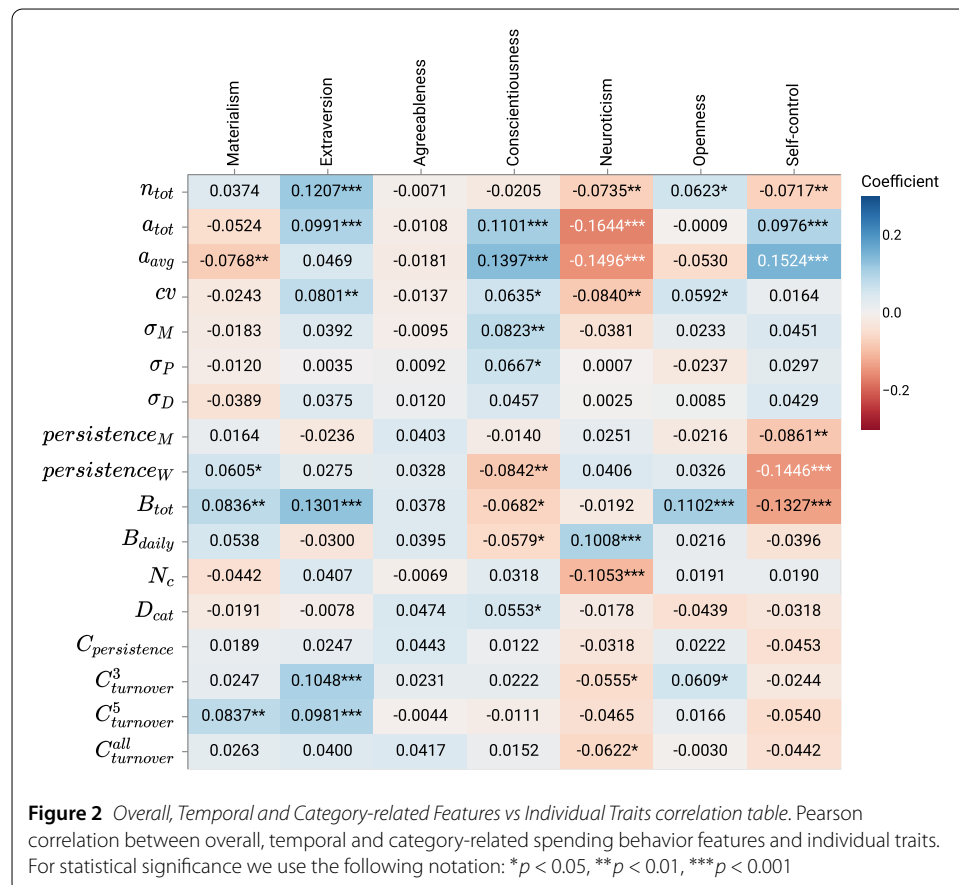 Materialism Extraversion Agreeableness Conscientiousness Neuroticism Openness Self-control
Coefficient
0.2
0.0
−0.2
n_tot 0.0374 0.1207*** -0.0071 -0.0205 -0.0735** 0.0623* -0.0717**
a_tot -0.0524 0.0991*** -0.0108 0.1101*** -0.1644*** -0.0009 0.0976***
a_avg -0.0768** 0.0469 -0.0181 0.1397*** -0.1496*** -0.0530 0.1524***
cv -0.0243 0.0801** -0.0137 0.0635* -0.0840** 0.0592* 0.0164
σ_M -0.0183 0.0392 -0.0095 0.0823** -0.0381 0.0233 0.0451
σ_P -0.0120 0.0035 0.0092 0.0667* 0.0007 -0.0237 0.0297
σ_D -0.0389 0.0375 0.0120 0.0457 0.0025 0.0085 0.0429
persistence_M 0.0164 -0.0236 0.0403 -0.0140 0.0251 -0.0216 -0.0861**
persistence_W 0.0605* 0.0275 0.0328 -0.0842** 0.0406 0.0326 -0.1446***
B_tot 0.0836** 0.1301*** 0.0378 -0.0682* -0.0192 0.1102*** -0.1327***
B_daily 0.0538 -0.0300 0.0395 -0.0579* 0.1008*** 0.0216 -0.0396
N_c -0.0442 0.0407 -0.0069 0.0318 -0.1053*** 0.0191 0.0190
D_cat -0.0191 -0.0078 0.0474 0.0553* -0.0178 -0.0439 -0.0318
C_persistence 0.0189 0.0247 0.0443 0.0122 -0.0318 0.0222 -0.0453
C^3_turnover 0.0247 0.1048*** 0.0231 0.0222 -0.0555* 0.0609* -0.0244
C^5_turnover 0.0837** 0.0981*** -0.0044 -0.0111 -0.0465 0.0166 -0.0540
C^all_turnover 0.0263 0.0400 0.0417 0.0152 -0.0622* -0.0030 -0.0442
Figure 2 Overall, Temporal and Category-related Features vs Individual Traits correlation table. Pearson
correlation between overall, temporal and category-related spending behavior features and individual traits.
For statistical significance we use the following notation: *p < 0.05, **p < 0.01, ***p < 0.001